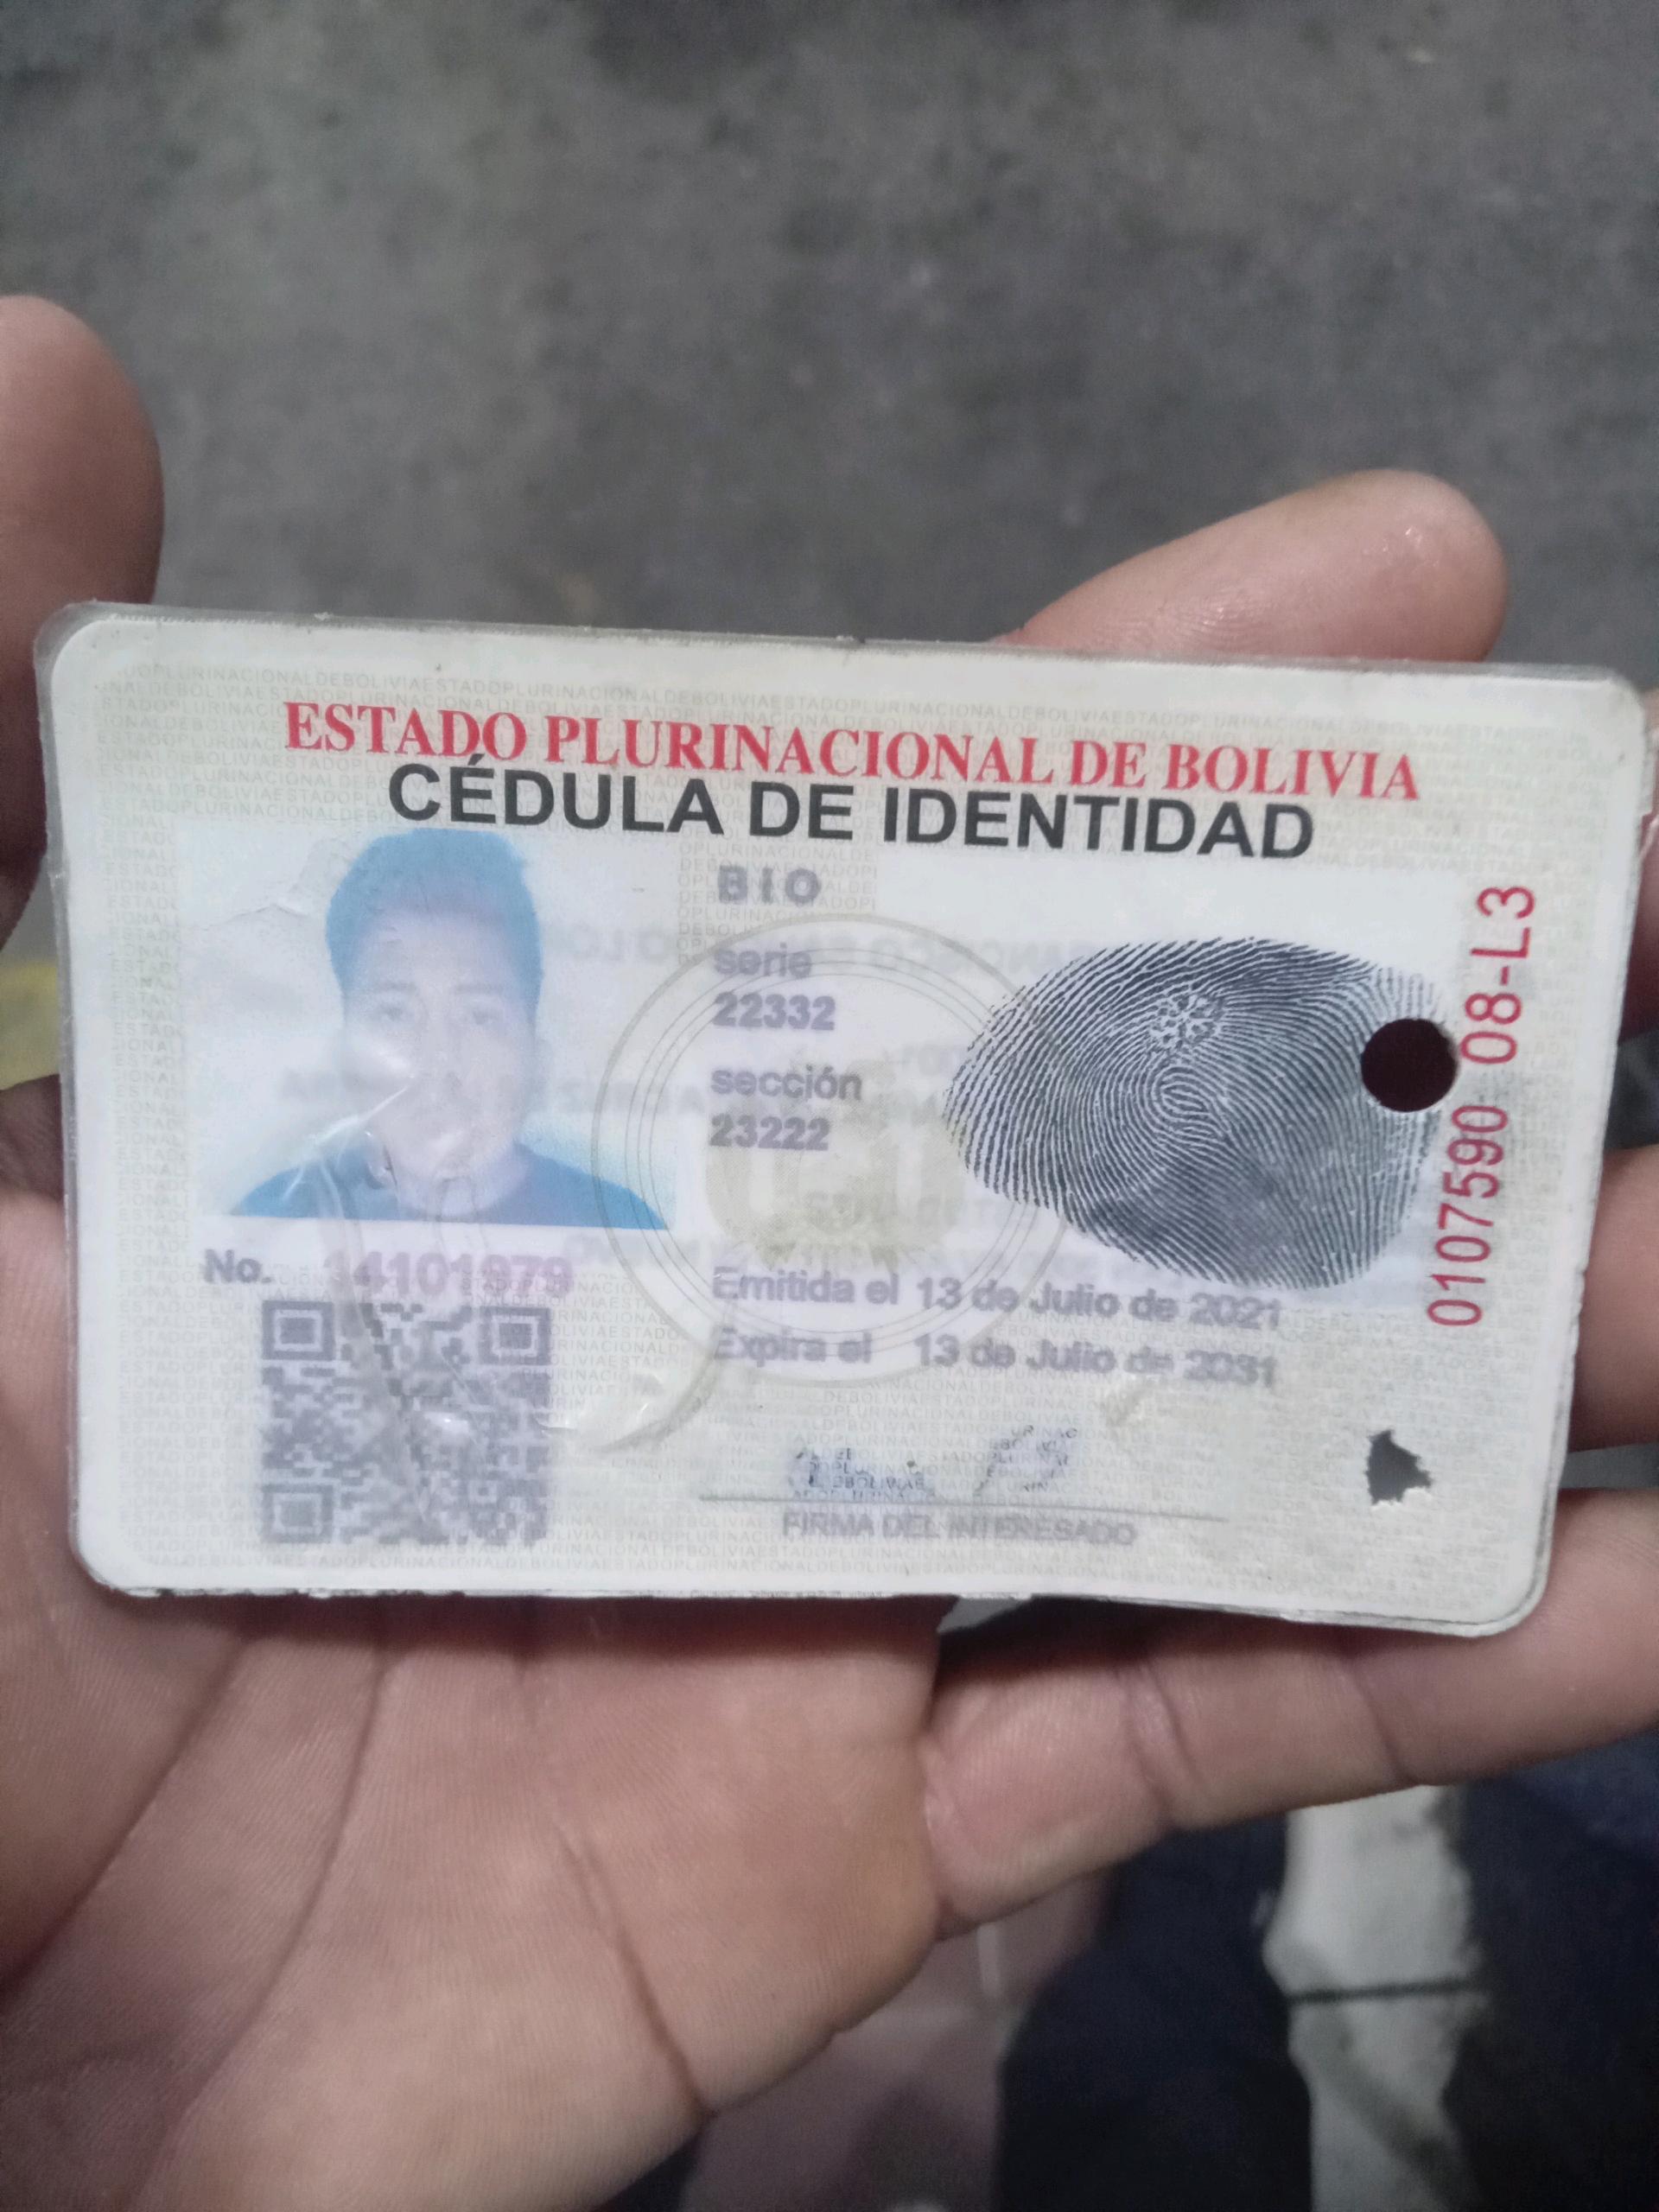 ESTADO PLURINACIONAL DE BOLIVIA
CÉDULA DE IDENTIDAD
BIO
serie
22332
sección
23222
No. 14101979
Emitida el 13 de Julio de 2021
Expira el 13 de Julio de 2031
FIRMA DEL INTERESADO
0107590 08-L3